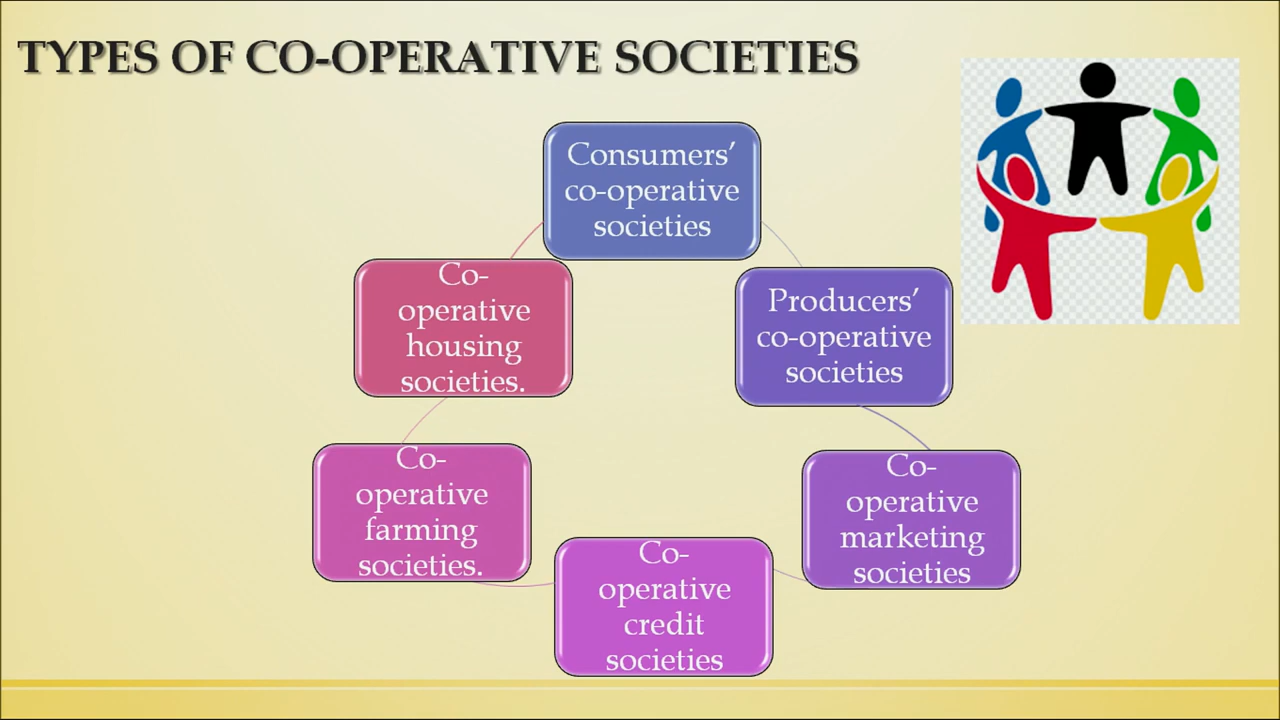 TYPES OF CO-OPERATIVE SOCIETIES
Consumers’
co-operative
societies
Producers’
co-operative
societies
Co-
operative
marketing
societies
Co-
operative
credit
societies
Co-
operative
farming
societies.
Co-
operative
housing
societies.